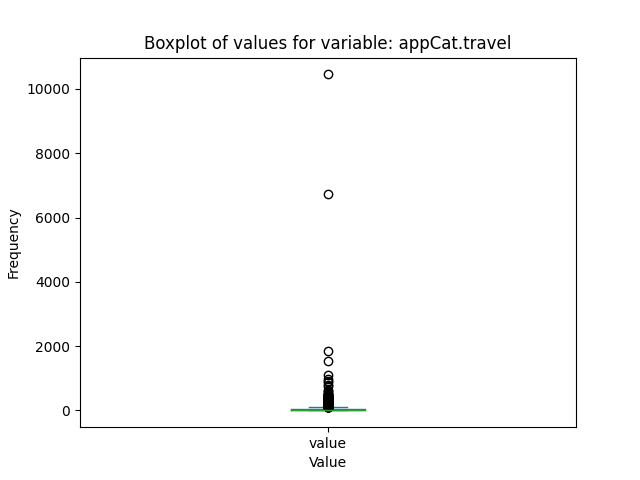 Boxplot of values for variable: appCat.travel
10000
8000
6000
4000
2000
0
Frequency
value
Value